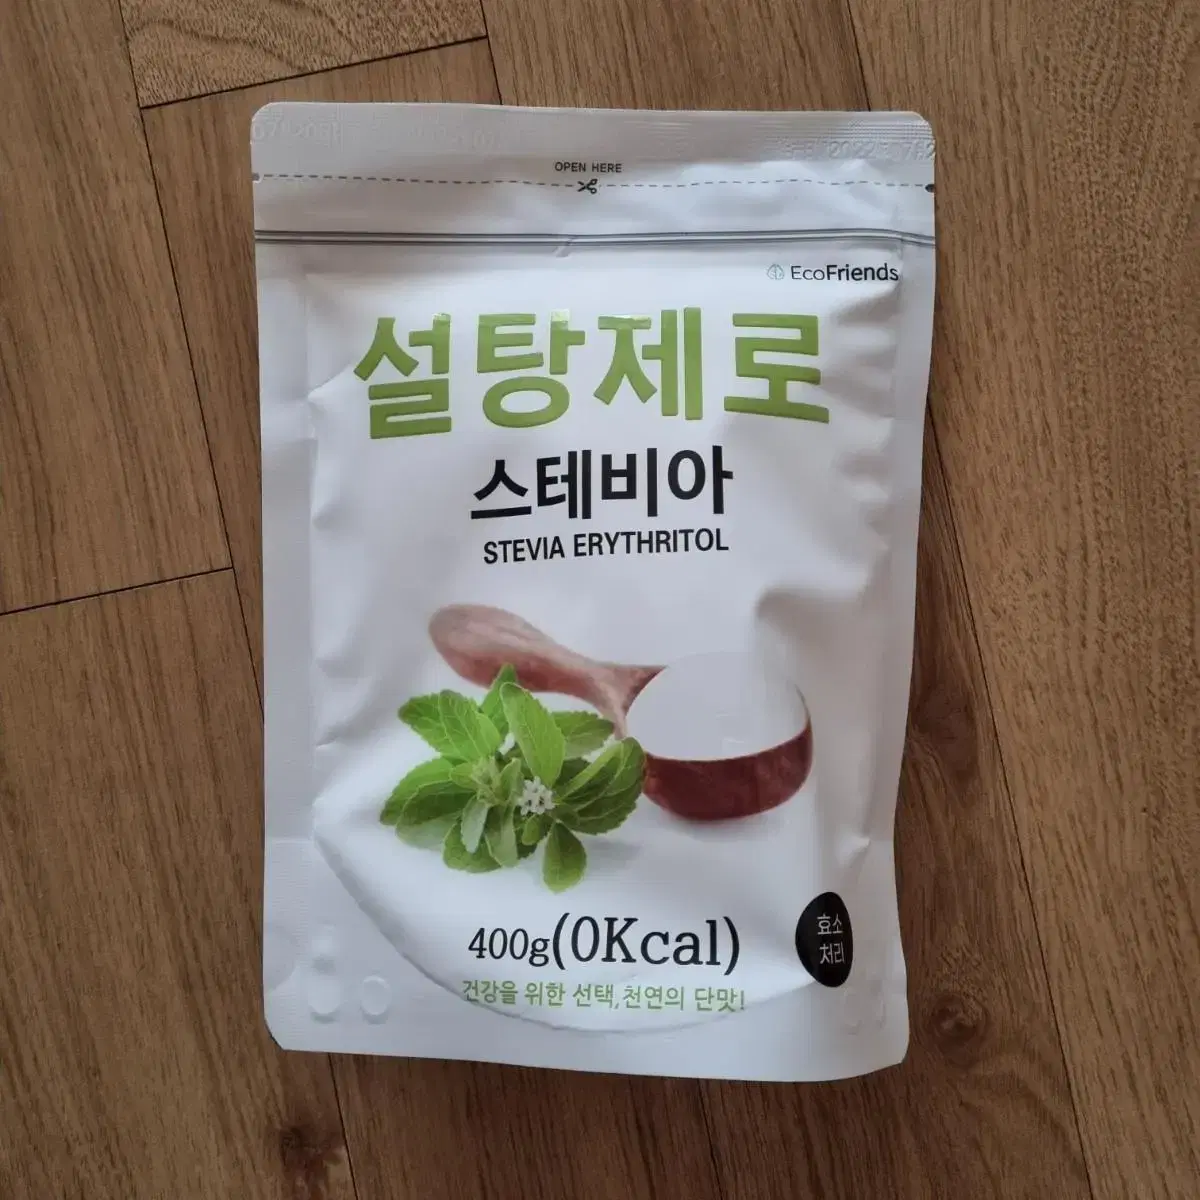 OPEN HERE
EcoFriends
설탕제로
스테비아
STEVIA ERYTHRITOL
400g(0Kcal)
효소
처리
건강을 위한 선택,천연의 단맛!